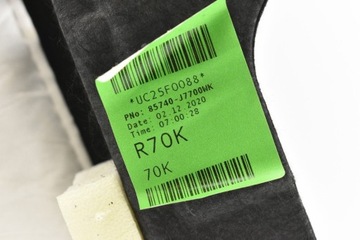 *UC25F0088*
PNo: 85740-J7700WK
Date: 02.12 2020
Time: 07:00:28
R70K
70K